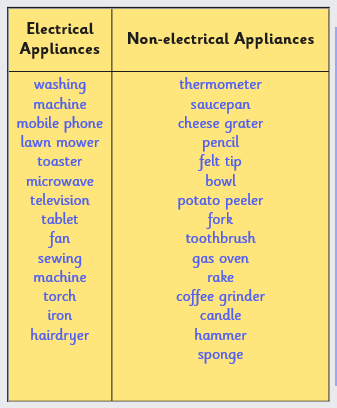 Electrical
Appliances
Non-electrical Appliances
washing
machine
mobile phone
lawn mower
toaster
microwave
television
tablet
fan
sewing
machine
torch
iron
hairdryer
thermometer
saucepan
cheese grater
pencil
felt tip
bowl
potato peeler
fork
toothbrush
gas oven
rake
coffee grinder
candle
hammer
sponge